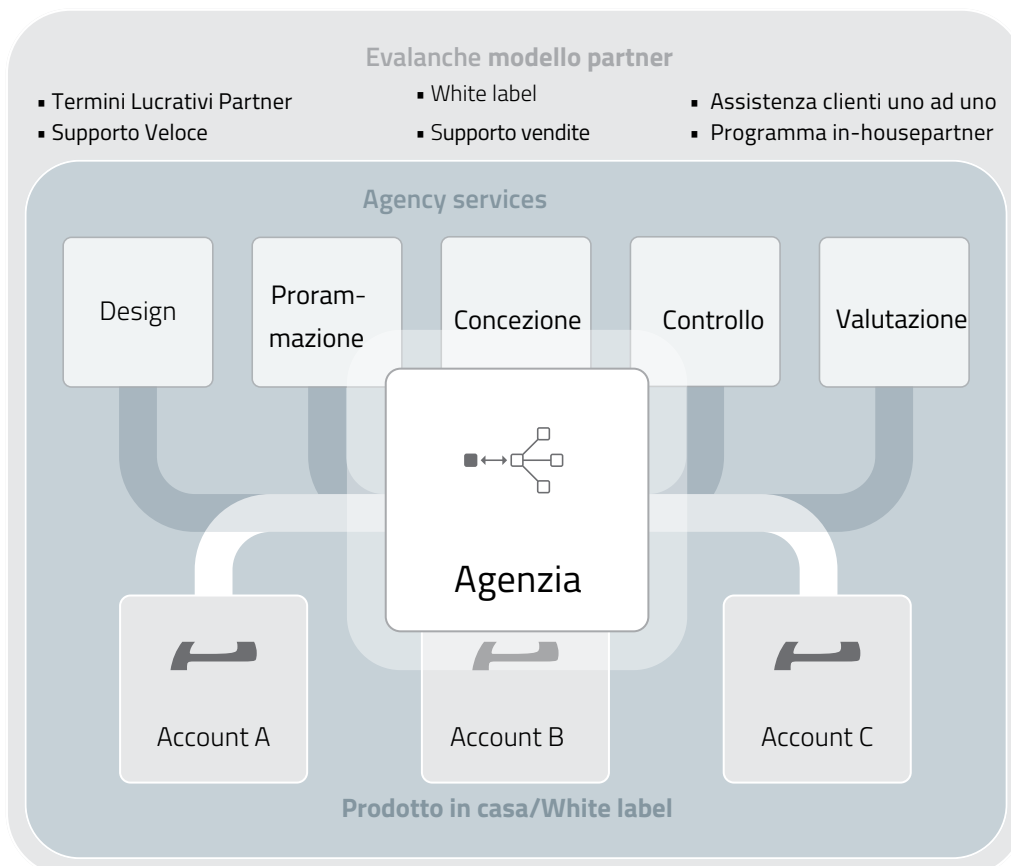 Evalanche modello partner
▪ Termini Lucrativi Partner
▪ Supporto Veloce
▪ White label
▪ Supporto vendite
▪ Assistenza clienti uno ad uno
▪ Programma in-housepartner
Agency services
Design
Proram-
mazione
Concezione
Controllo
Valutazione
Agenzia
Account A
Account B
Account C
Prodotto in casa/White label